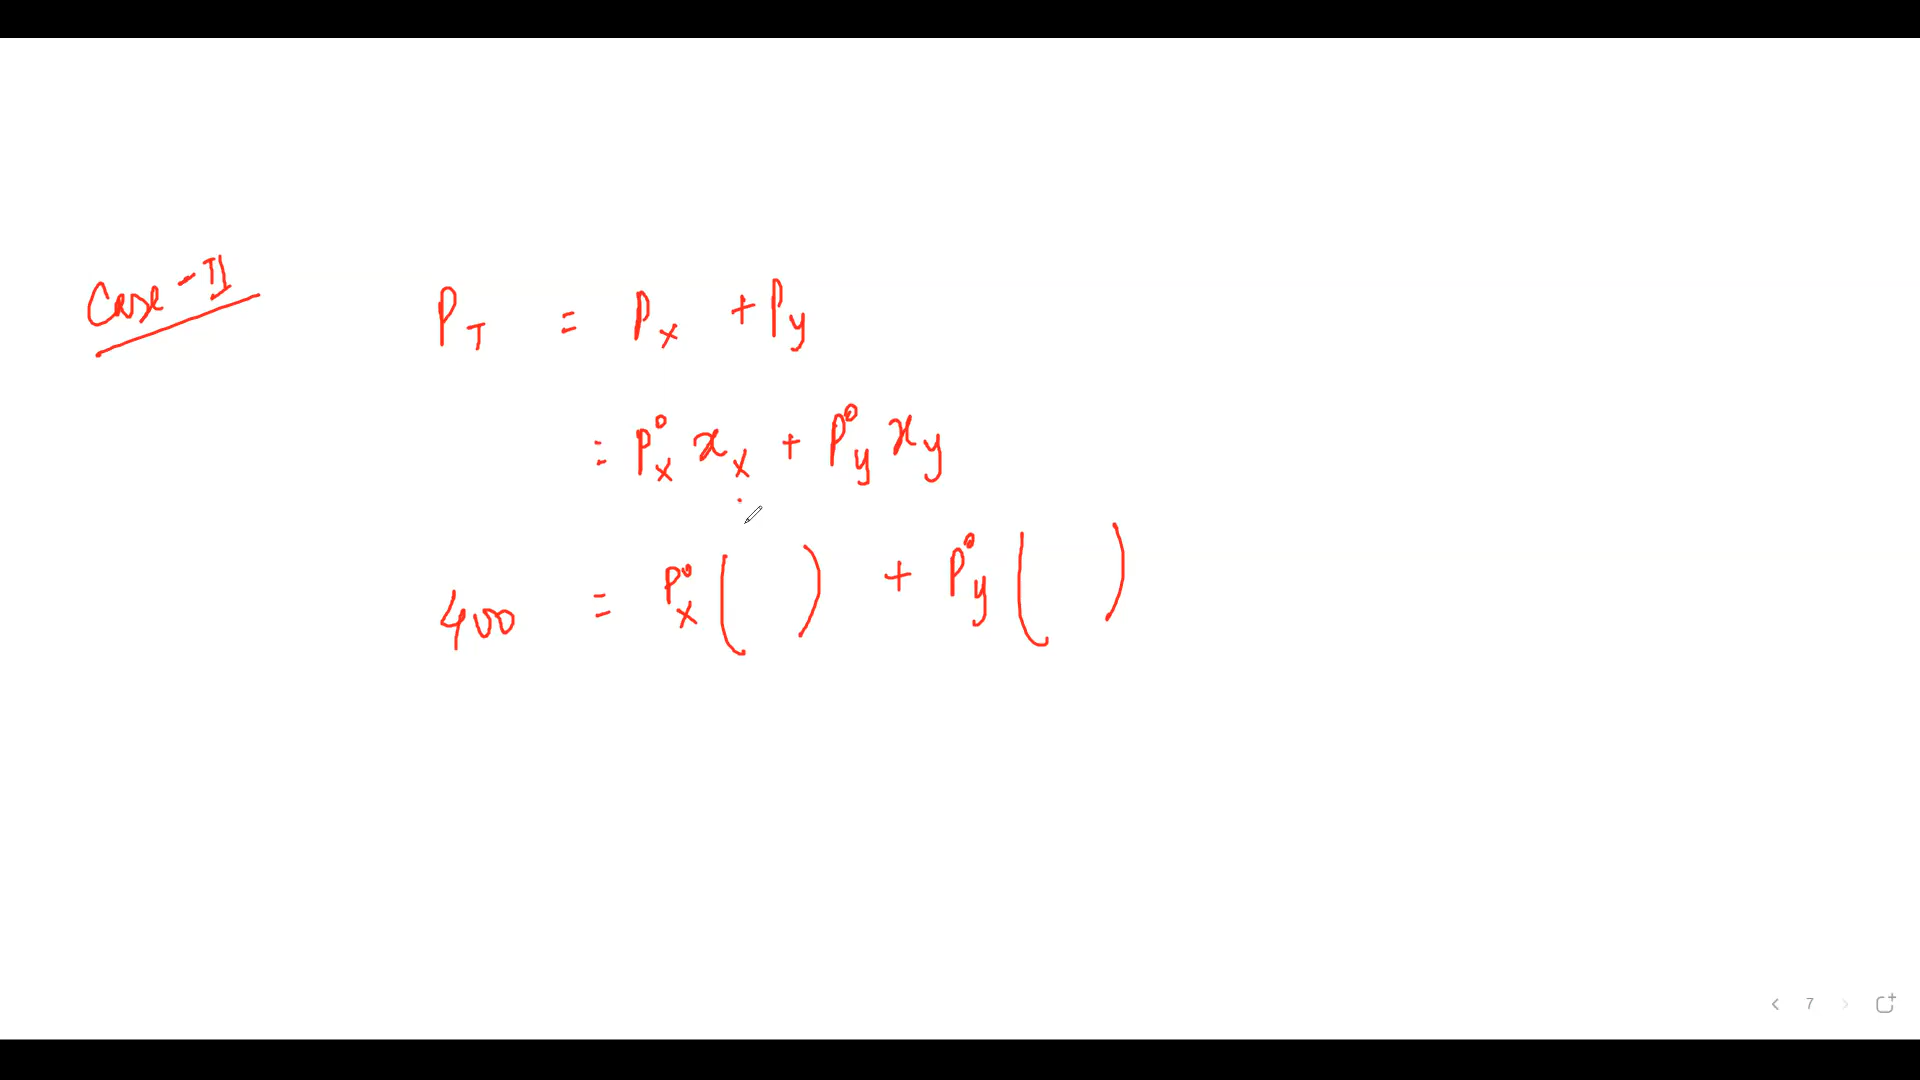 Case - II
P_T = P_x + P_y
= P°_x x_x + P°_y x_y
400 = P°_x ( ) + P°_y ( )
7